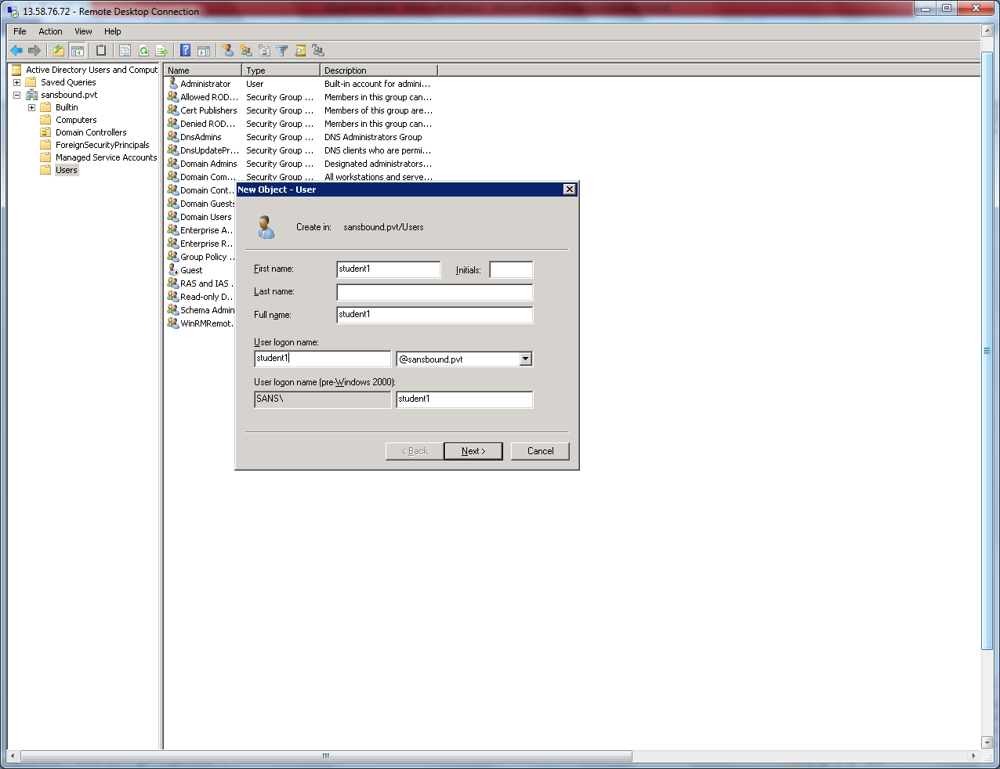 13.58.76.72 - Remote Desktop Connection
File Action View Help
Active Directory Users and Comput
Saved Queries
sansbound.pvt
Builtin
Computers
Domain Controllers
ForeignSecurityPrincipals
Managed Service Accounts
Users
Name Type Description
Administrator User Built-in account for admini...
Allowed ROD... Security Group ... Members in this group can...
Cert Publishers Security Group ... Members of this group are...
Denied ROD... Security Group ... Members in this group can...
DnsAdmins Security Group ... DNS Administrators Group
DnsUpdatePr... Security Group ... DNS clients who are permi...
Domain Admins Security Group ... Designated administrators...
Domain Com... Security Group ... All workstations and serve...
Domain Cont..
Domain Guests
Domain Users
Enterprise A..
Enterprise R..
Group Policy ..
Guest
RAS and IAS .
Read-only D..
Schema Admin
WinRMRemot.
New Object - User
Create in: sansbound.pvt/Users
First name: student1 Initials:
Last name:
Full name: student1
User logon name:
student1 @sansbound.pvt
User logon name (pre-Windows 2000):
SANS\ student1
< Back Next > Cancel